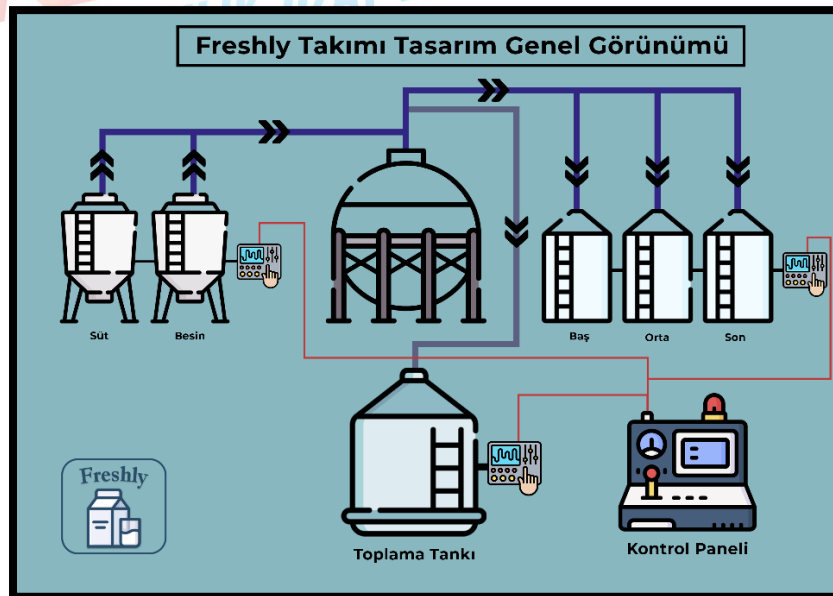 Freshly Takımı Tasarım Genel Görünümü
Süt
Besin
Baş
Orta
Son
Freshly
Toplama Tankı
Kontrol Paneli